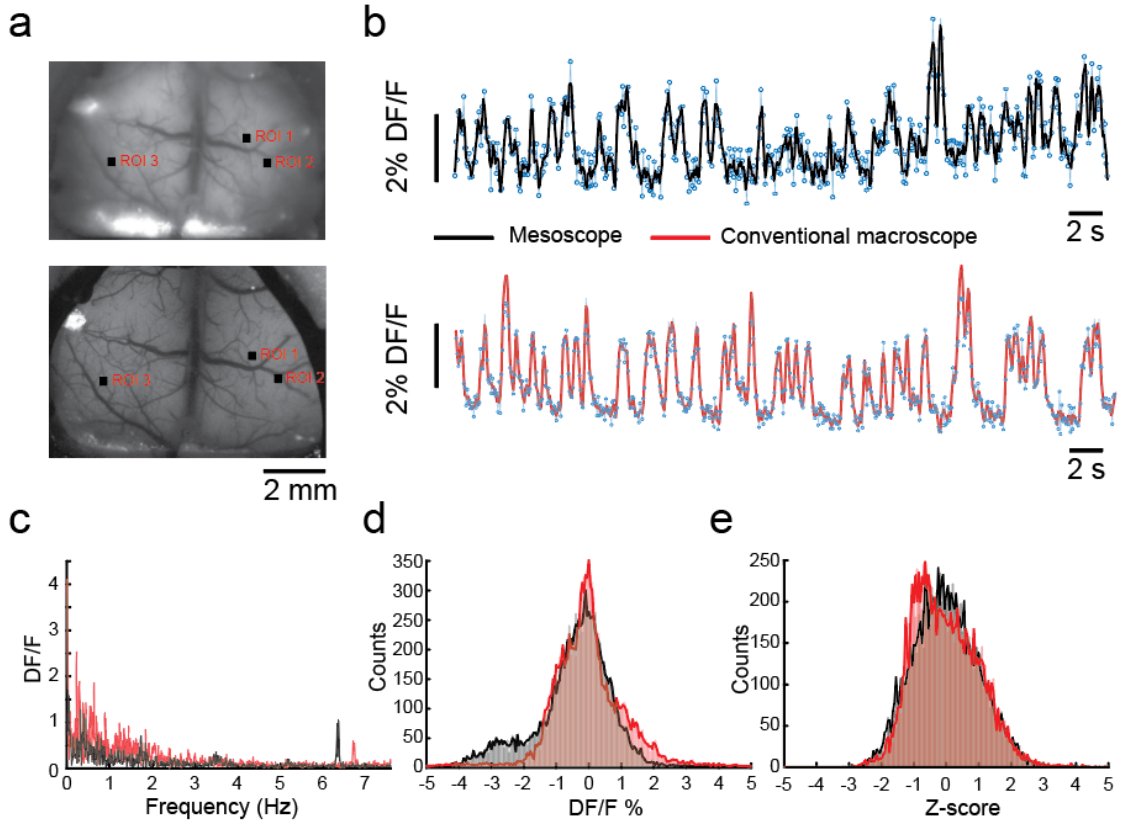 a
ROI 1
ROI 3
ROI 2
ROI 1
ROI 3
ROI 2
2 mm
b
2% DF/F
2 s
Mesoscope
Conventional macroscope
2% DF/F
2 s
c
4
3
2
1
0
DF/F
0 1 2 3 4 5 6 7
Frequency (Hz)
d
350
300
250
200
150
100
50
0
Counts
-5 -4 -3 -2 -1 0 1 2 3 4 5
DF/F %
e
250
200
150
100
50
0
Counts
-5 -4 -3 -2 -1 0 1 2 3 4 5
Z-score